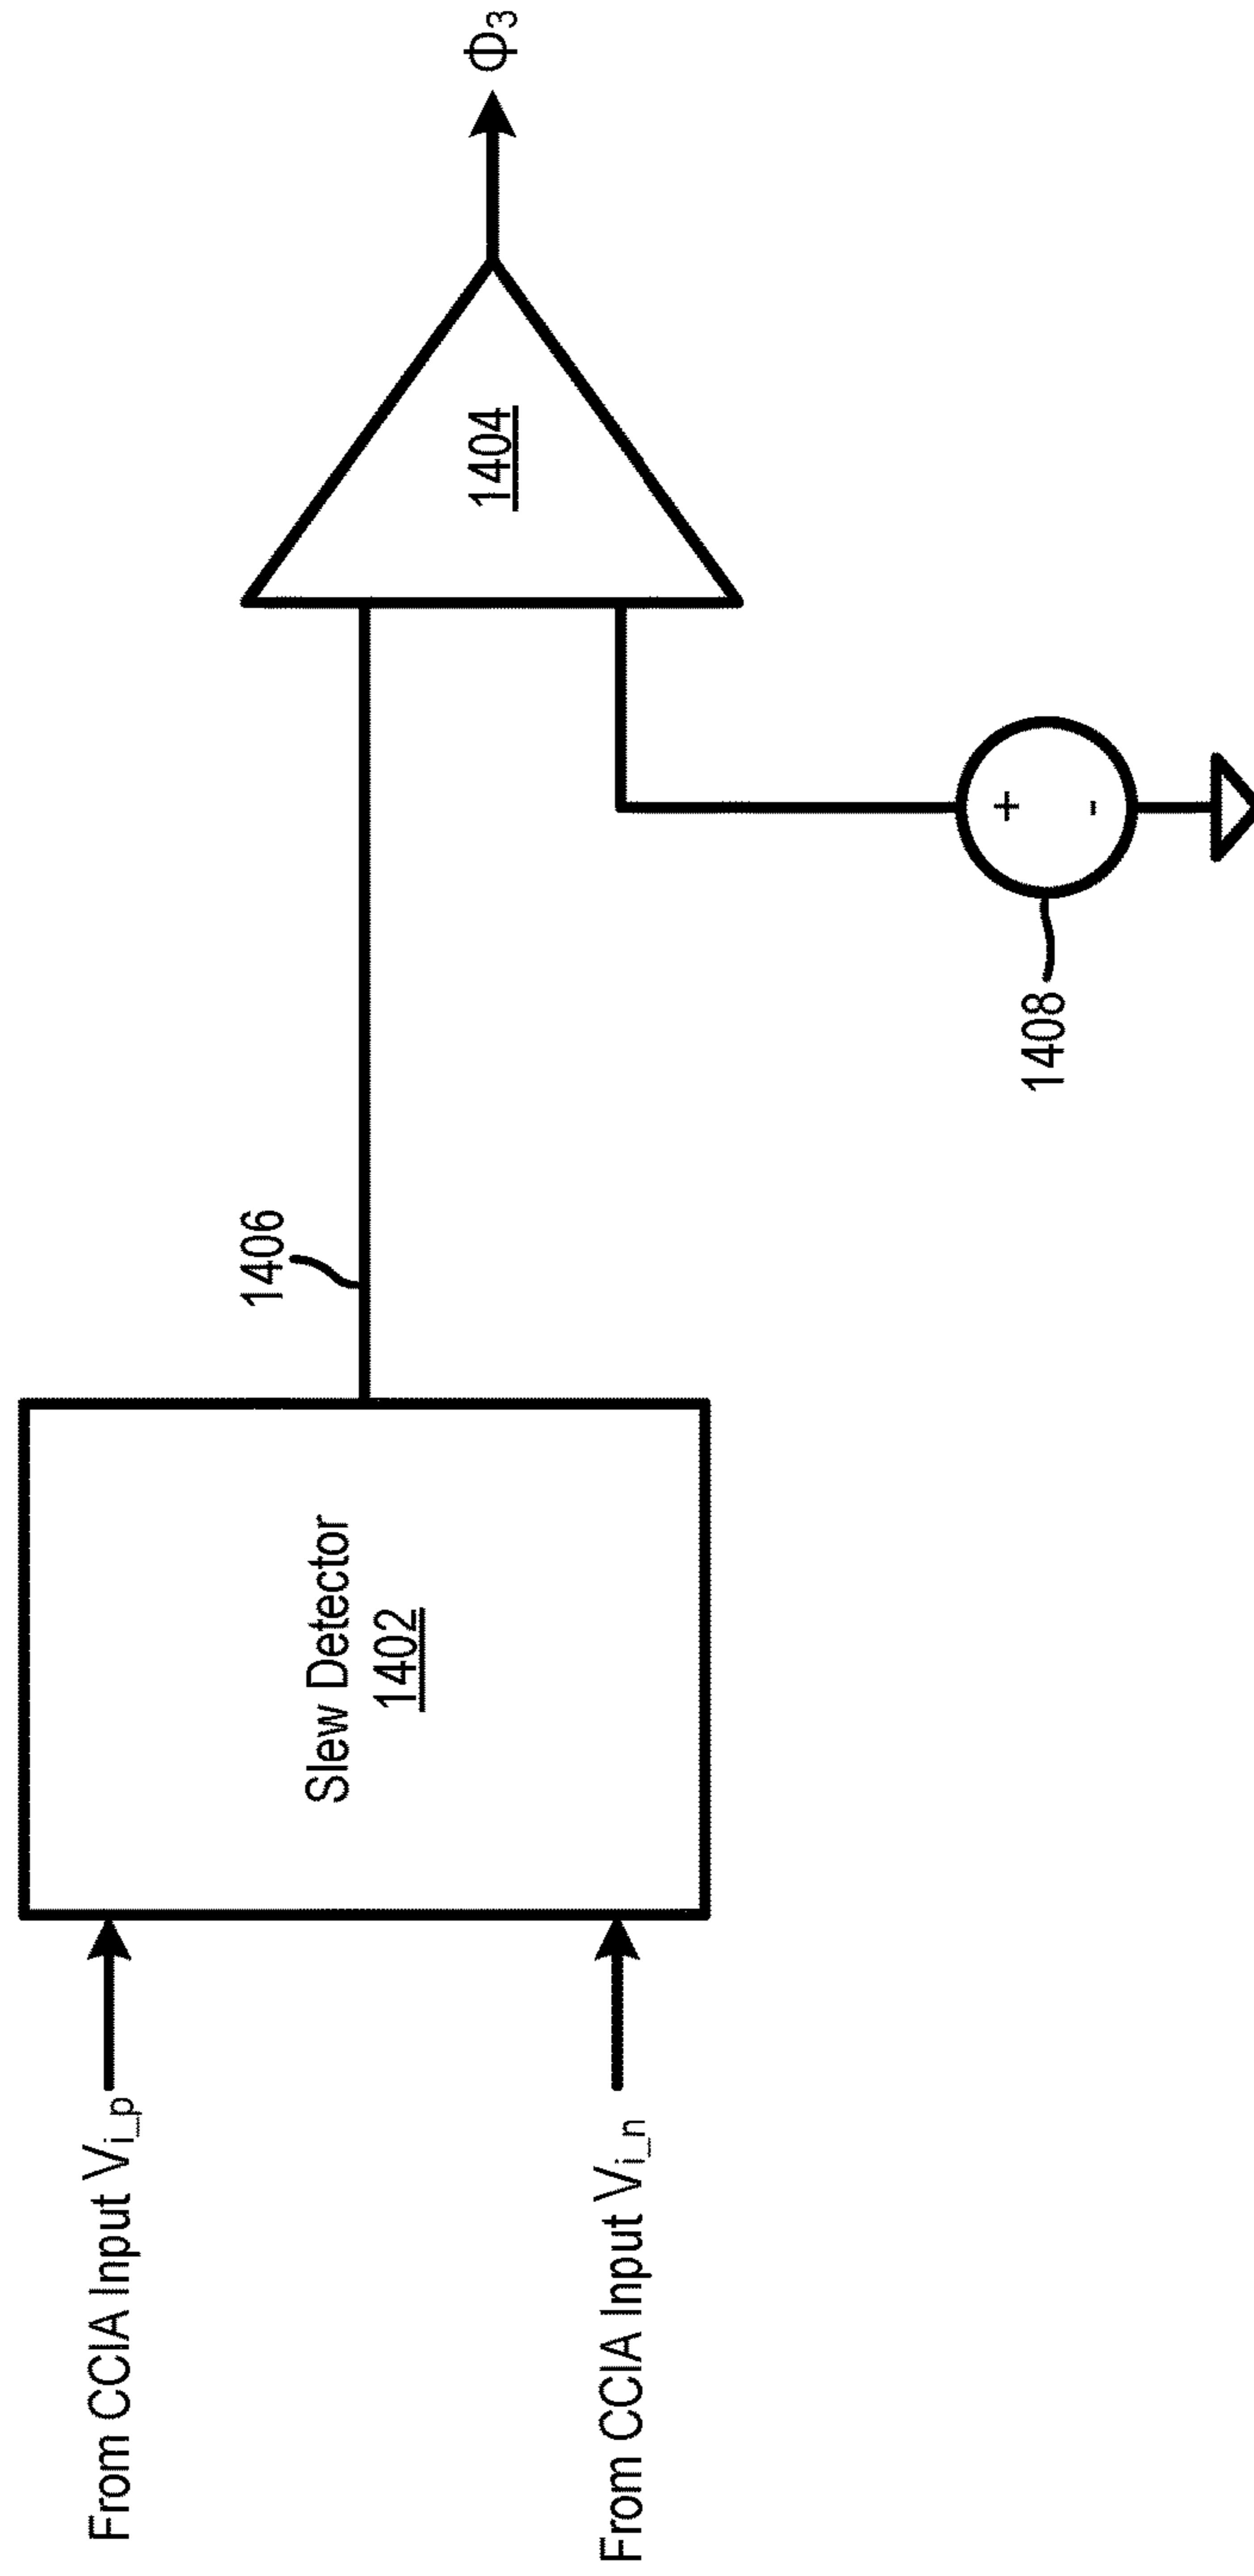 From CCIA Input Vi_p
From CCIA Input Vi_n
Slew Detector
1402
1406
1408
+
-
1404
Φ3